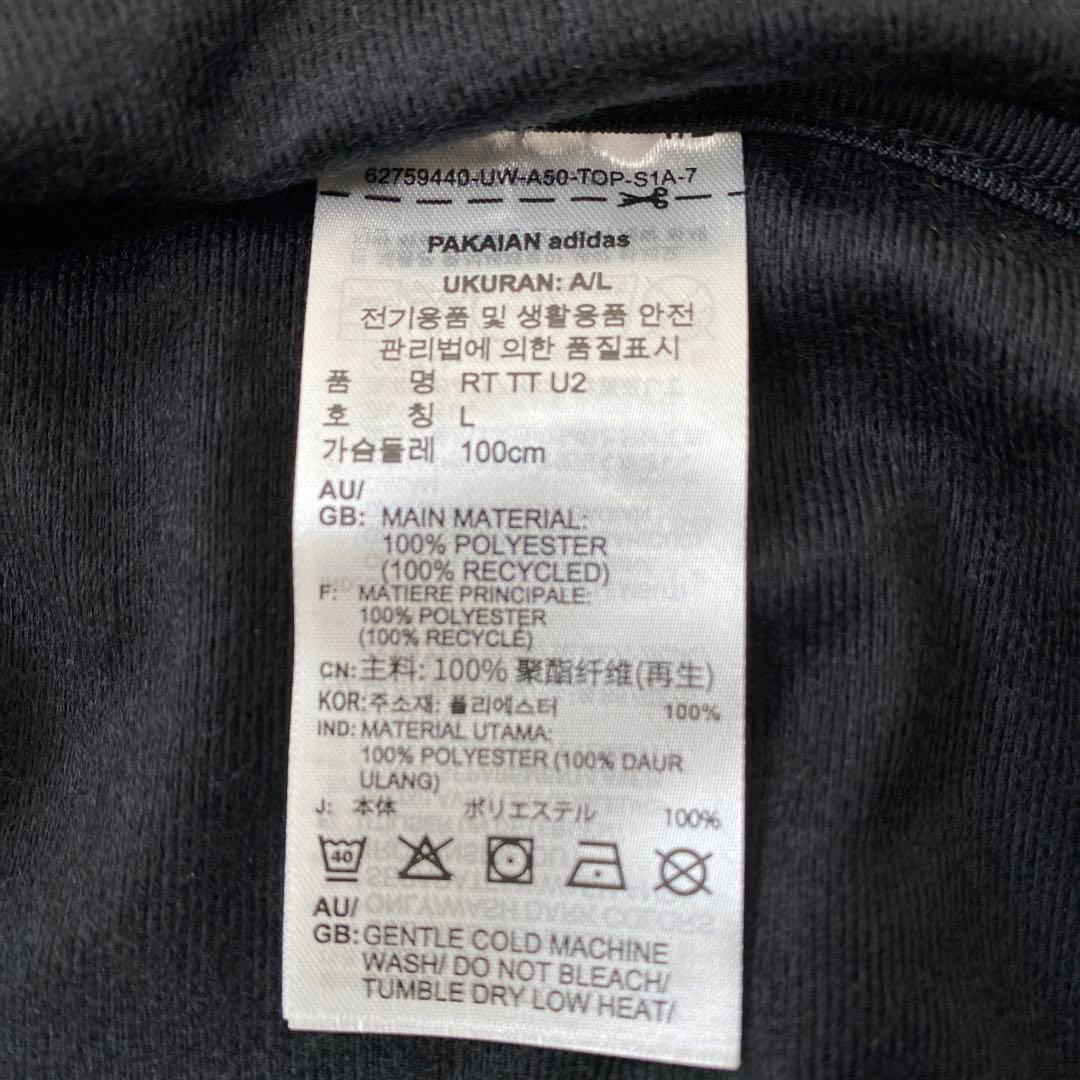 62759440-UW-A50-TOP-S1A-7
PAKAIAN adidas
UKURAN: A/L
전기용품 및 생활용품 안전
관리법에 의한 품질표시
품 명 RT TT U2
호 칭 L
가슴둘레 100cm
AU/
GB: MAIN MATERIAL:
100% POLYESTER
(100% RECYCLED)
F: MATIERE PRINCIPALE:
100% POLYESTER
(100% RECYCLÉ)
CN: 主料: 100% 聚酯纤维(再生)
KOR: 주소재: 폴리에스터 100%
IND: MATERIAL UTAMA:
100% POLYESTER (100% DAUR
ULANG)
J: 本体 ポリエステル 100%
40
AU/
GB: GENTLE COLD MACHINE
WASH/ DO NOT BLEACH/
TUMBLE DRY LOW HEAT/